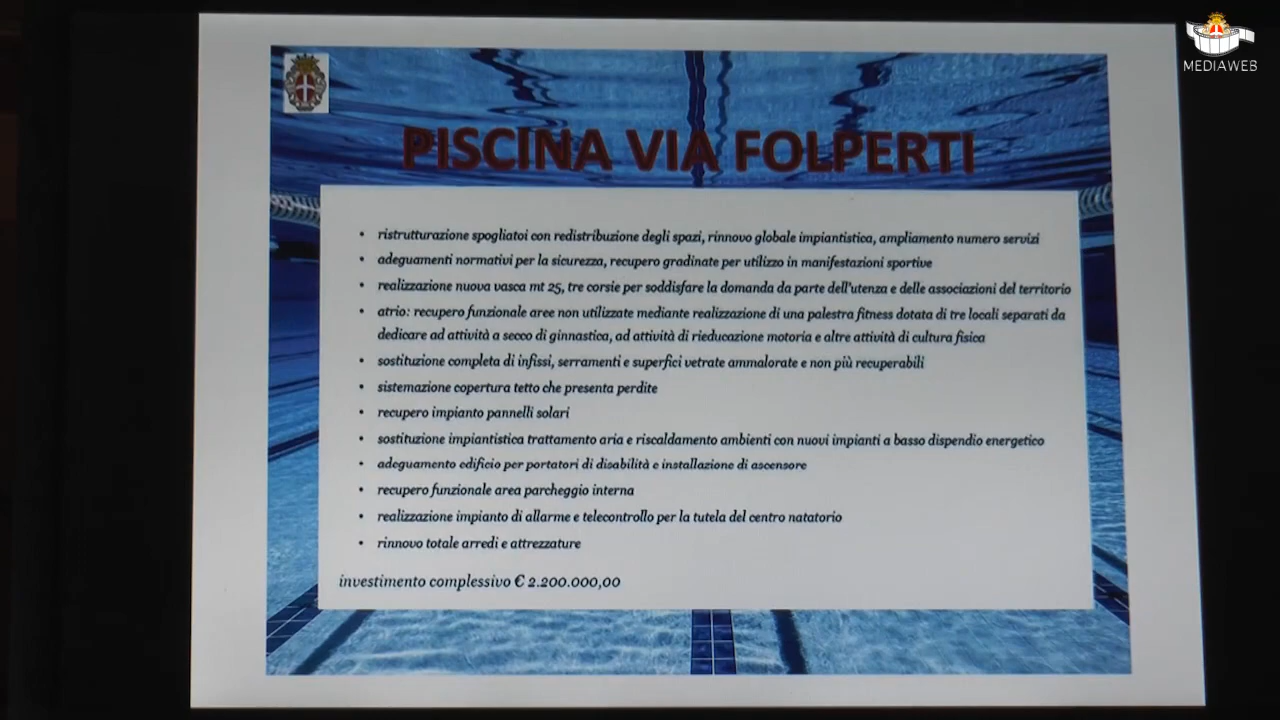 MEDIAWEB
PISCINA VIA FOLPERTI
• ristrutturazione spogliatoi con redistribuzione degli spazi, rinnovo globale impiantistica, ampliamento numero servizi
• adeguamenti normativi per la sicurezza, recupero gradinate per utilizzo in manifestazioni sportive
• realizzazione nuova vasca mt 25, tre corsie per soddisfare la domanda da parte dell'utenza e delle associazioni del territorio
• atrio: recupero funzionale aree non utilizzate mediante realizzazione di una palestra fitness dotata di tre locali separati da
dedicare ad attività a secco di ginnastica, ad attività di rieducazione motoria e altre attività di cultura fisica
• sostituzione completa di infissi, serramenti e superfici vetrate ammalorate e non più recuperabili
• sistemazione copertura tetto che presenta perdite
• recupero impianto pannelli solari
• sostituzione impiantistica trattamento aria e riscaldamento ambienti con nuovi impianti a basso dispendio energetico
• adeguamento edificio per portatori di disabilità e installazione di ascensore
• recupero funzionale area parcheggio interna
• realizzazione impianto di allarme e telecontrollo per la tutela del centro natatorio
• rinnovo totale arredi e attrezzature
investimento complessivo € 2.200.000,00